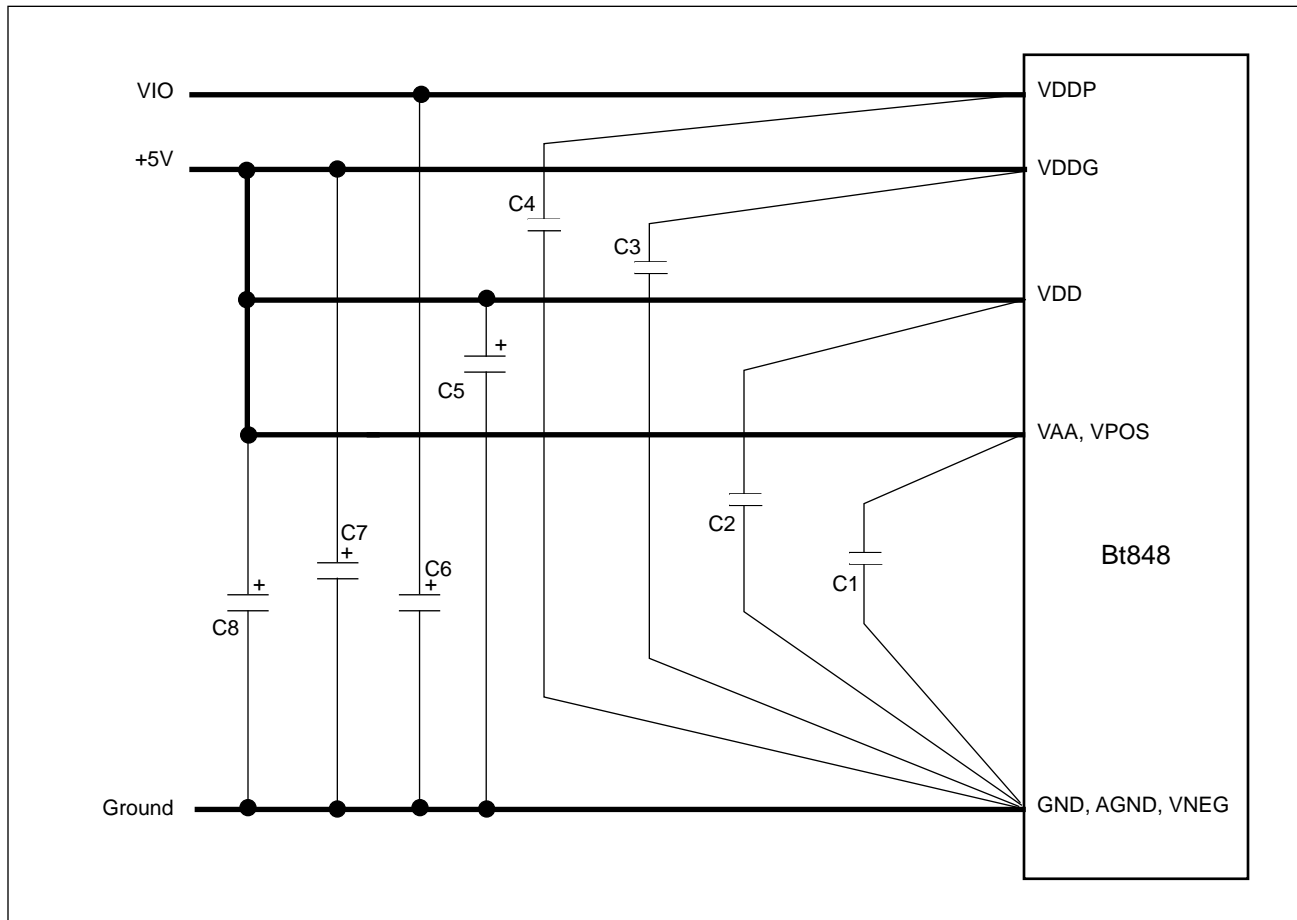 VIO
VDDP
+5V
VDDG
C4
C3
VDD
+
C5
VAA, VPOS
C2
C7
+
C6
+
Bt848
C1
+
C8
Ground
GND, AGND, VNEG